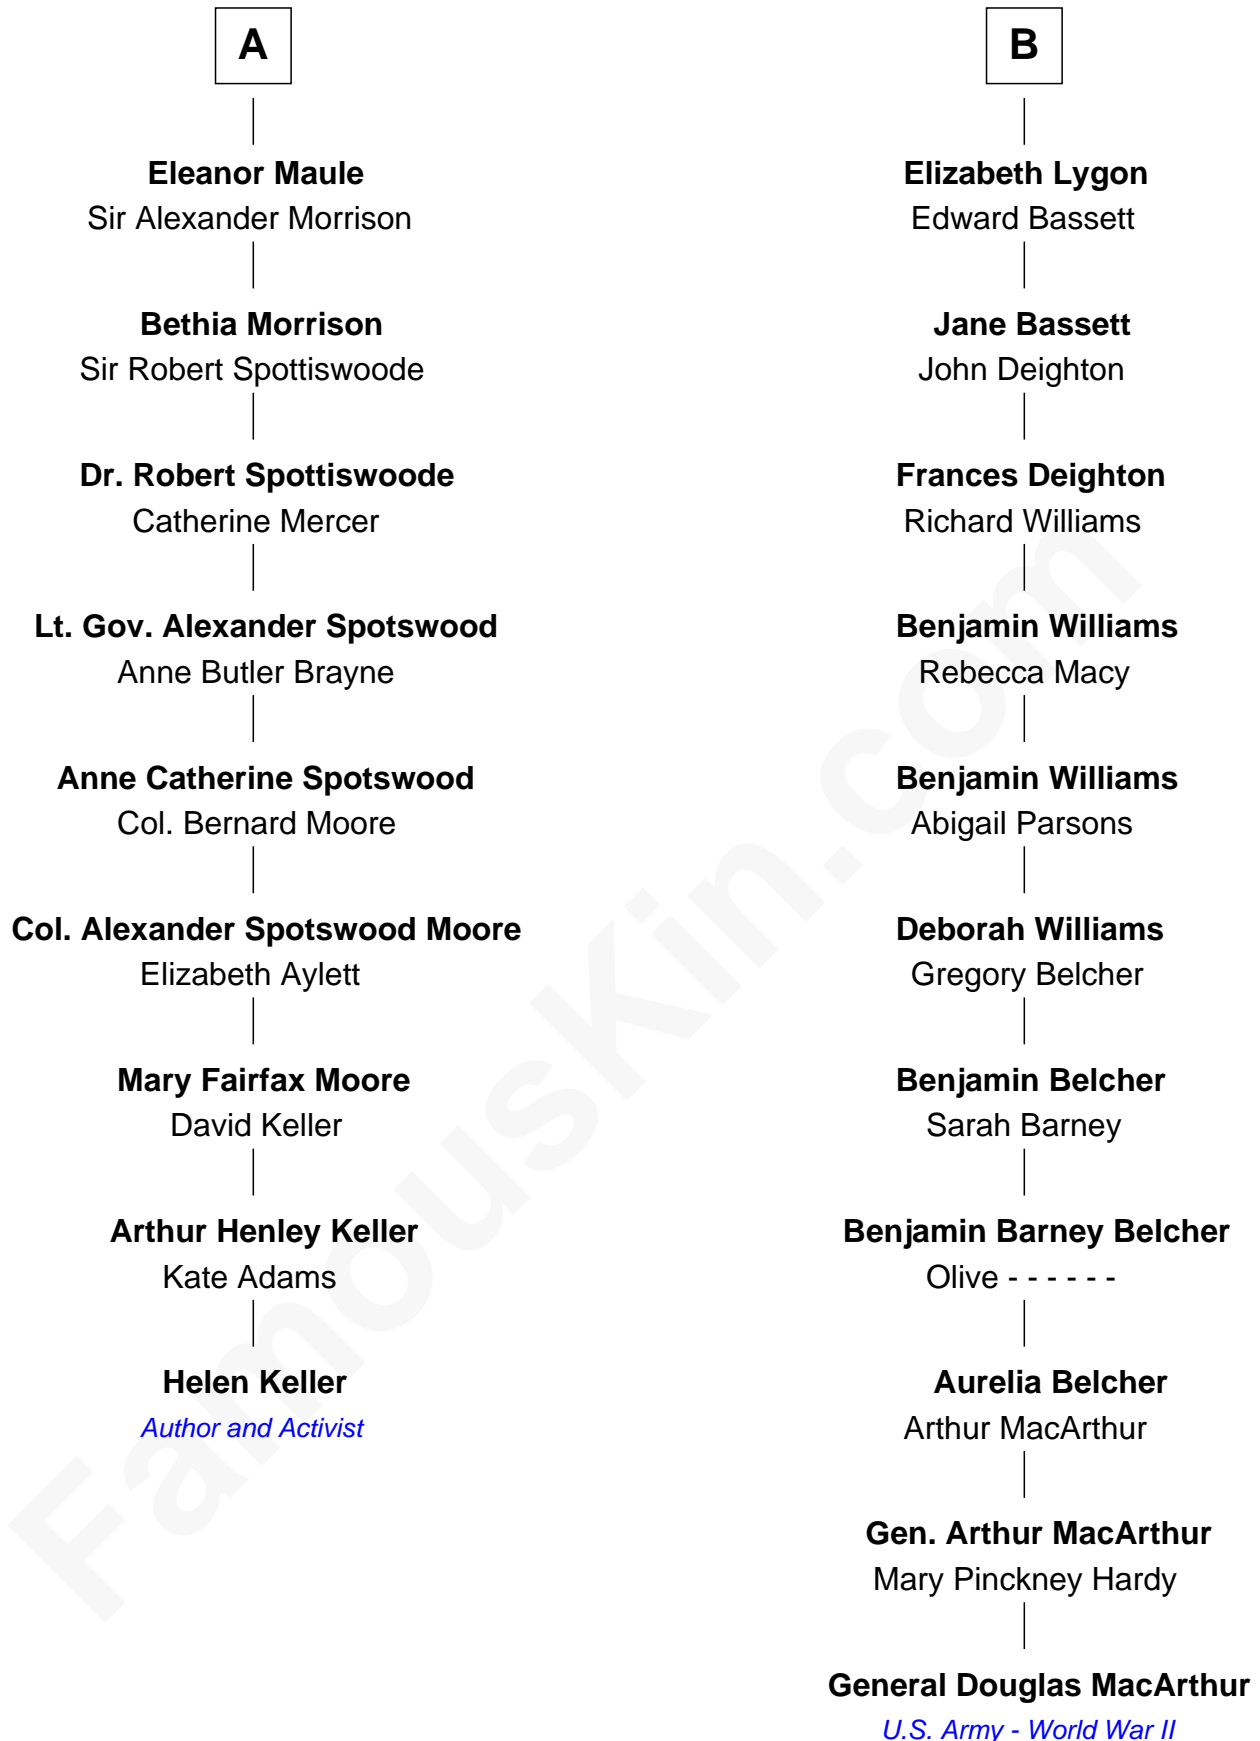 A
Eleanor Maule
Sir Alexander Morrison
Bethia Morrison
Sir Robert Spottiswoode
Dr. Robert Spottiswoode
Catherine Mercer
Lt. Gov. Alexander Spotswood
Anne Butler Brayne
Anne Catherine Spotswood
Col. Bernard Moore
Col. Alexander Spotswood Moore
Elizabeth Aylett
Mary Fairfax Moore
David Keller
Arthur Henley Keller
Kate Adams
Helen Keller
Author and Activist
B
Elizabeth Lygon
Edward Bassett
Jane Bassett
John Deighton
Frances Deighton
Richard Williams
Benjamin Williams
Rebecca Macy
Benjamin Williams
Abigail Parsons
Deborah Williams
Gregory Belcher
Benjamin Belcher
Sarah Barney
Benjamin Barney Belcher
Olive - - - - - -
Aurelia Belcher
Arthur MacArthur
Gen. Arthur MacArthur
Mary Pinckney Hardy
General Douglas MacArthur
U.S. Army - World War II
FamousKin.com